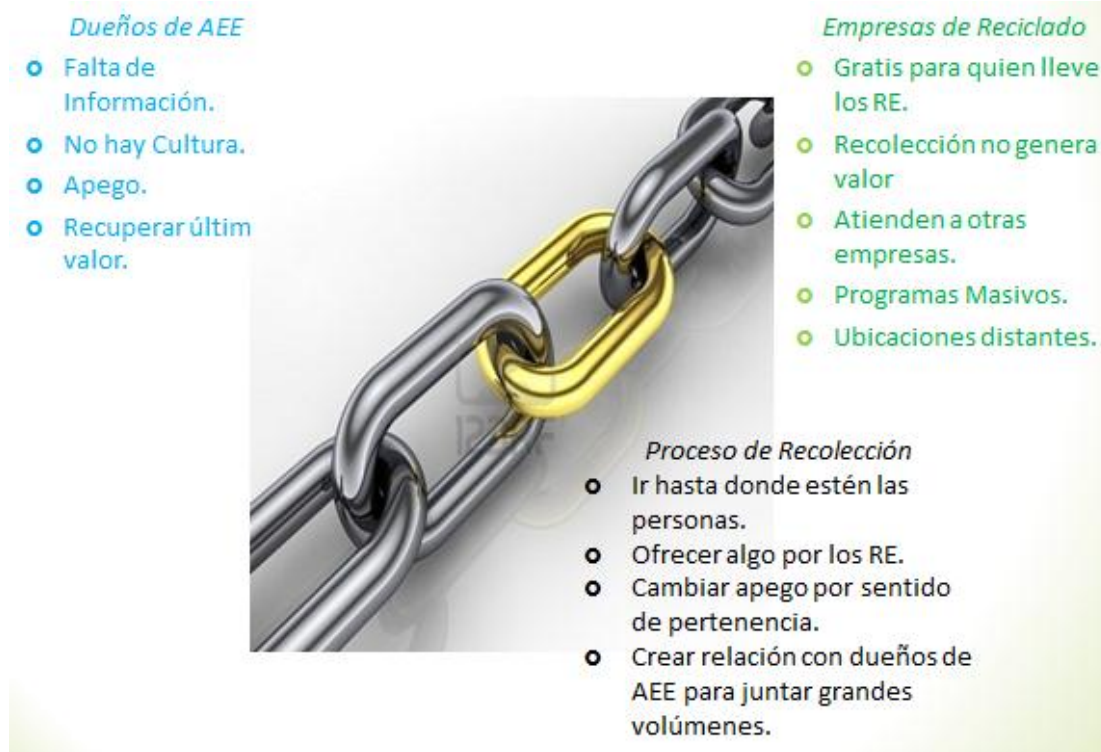 Dueños de AEE
Falta de
Información.
No hay Cultura.
Apego.
Recuperar últim
valor.
Empresas de Reciclado
Gratis para quien lleve
los RE.
Recolección no genera
valor
Atienden a otras
empresas.
Programas Masivos.
Ubicaciones distantes.
Proceso de Recolección
Ir hasta donde estén las
personas.
Ofrecer algo por los RE.
Cambiar apego por sentido
de pertenencia.
Crear relación con dueños de
AEE para juntar grandes
volúmenes.